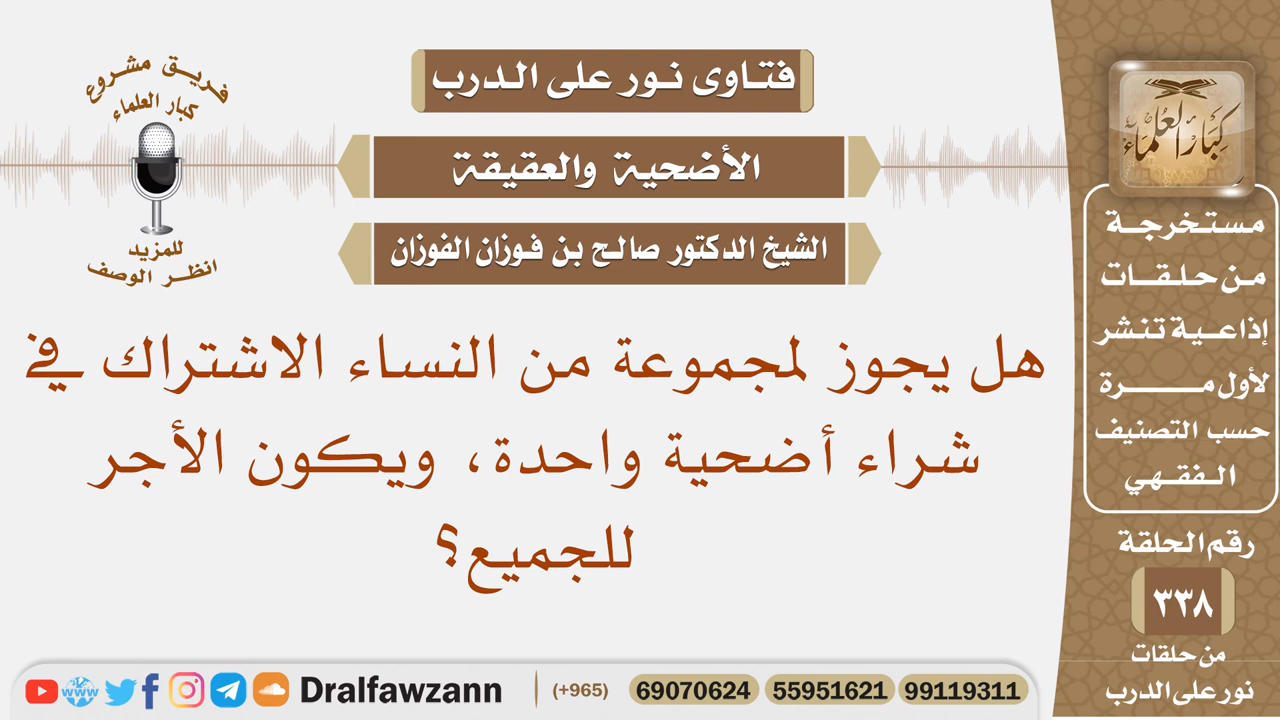 فريق مشروع
كبار العلماء
للمزيد
انظر الوصف
فتاوى نور على الدرب
الأضحية والعقيقة
الشيخ الدكتور صالح بن فوزان الفوزان
هل يجوز لمجموعة من النساء الاشتراك في
شراء أضحية واحدة، ويكون الأجر
للجميع؟
كبار العلماء
مستخرجة
من حلقات
إذاعية تنشر
لأول مرة
حسب التصنيف
الفقهي
رقم الحلقة
٣٣٨
من حلقات
نور على الدرب
www
Dralfawzann
(+965) 69070624 55951621 99119311